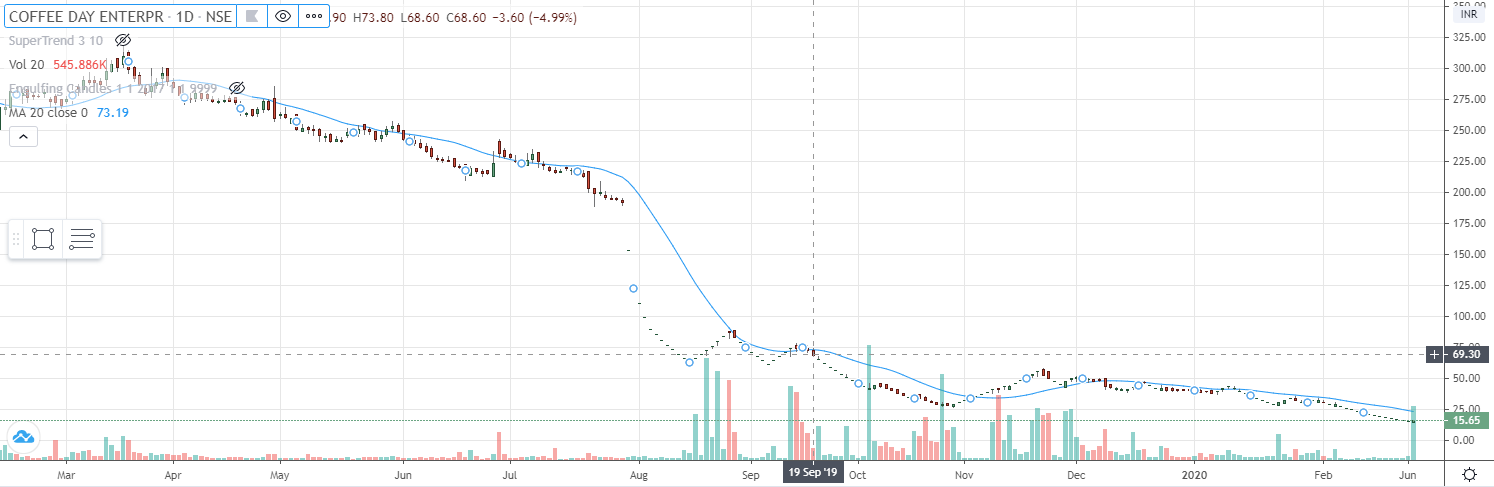 COFFEE DAY ENTERPR · 1D · NSE .90 H73.80 L68.60 C68.60 −3.60 (−4.99%)
SuperTrend 3 10
Vol 20 545.886K
Engulfing Candles 1 1 9999
MA 20 close 0 73.19
350.00
INR
325.00
300.00
275.00
250.00
225.00
200.00
175.00
150.00
125.00
100.00
75.00
69.30
50.00
25.00
15.65
0.00
Mar Apr May Jun Jul Aug Sep 19 Sep '19 Oct Nov Dec 2020 Feb Jun